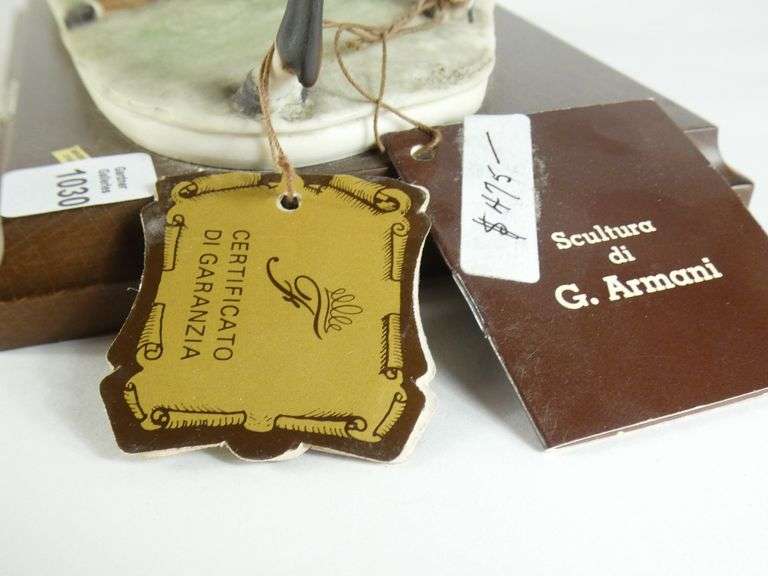 Gardner
Galleries
1030
CERTIFICATO
DI GARANZIA
F
$475-
Scultura
di
G. Armani